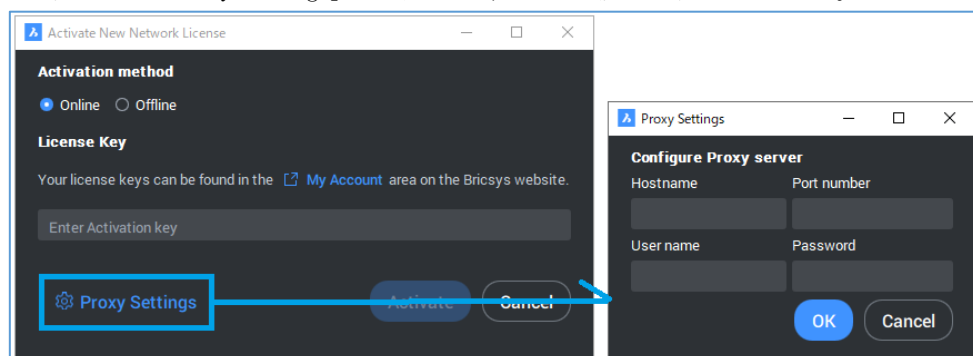 Activate New Network License
Activation method
Online Offline
License Key
Your license keys can be found in the My Account area on the Bricsys website.
Enter Activation key
Proxy Settings
Activate Cancel
Proxy Settings
Configure Proxy server
Hostname Port number
User name Password
OK Cancel